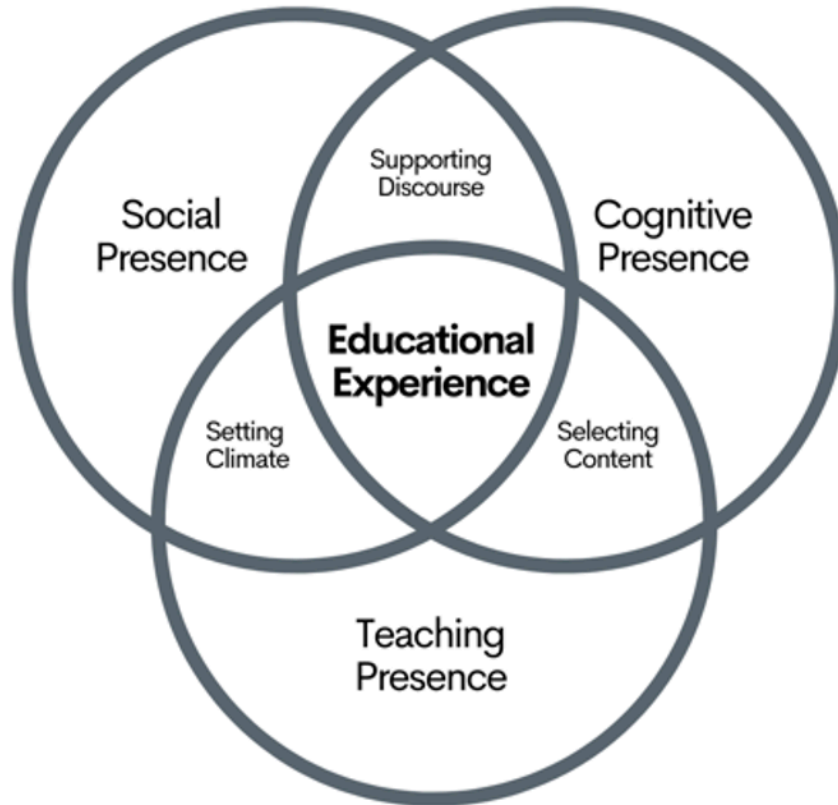 Supporting
Discourse
Social
Presence
Cognitive
Presence
Educational
Experience
Setting
Climate
Selecting
Content
Teaching
Presence